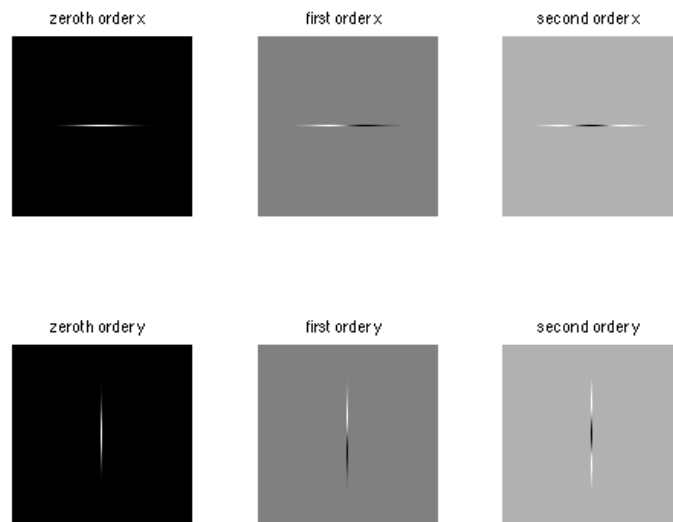 zeroth order x
first order x
second order x
zeroth order y
first order y
second order y